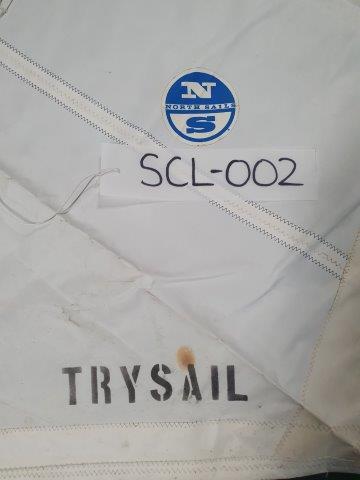 N
NORTH SAILS
S
SCL-002
TRYSAIL